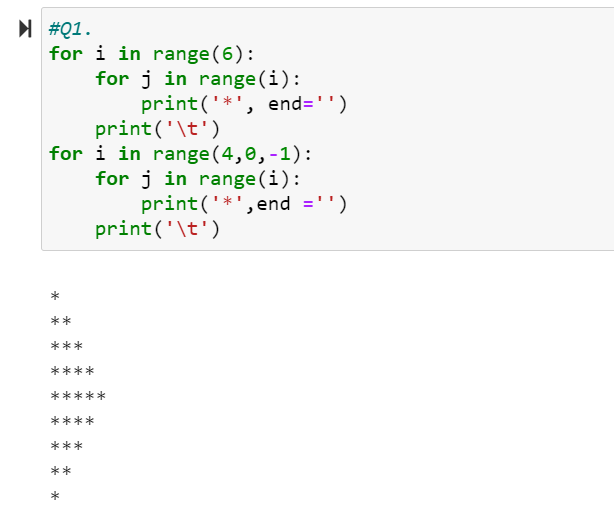 #Q1.
for i in range(6):
    for j in range(i):
        print('*', end='')
    print('\t')
for i in range(4,0,-1):
    for j in range(i):
        print('*',end ='')
    print('\t')
*
**
***
****
*****
****
***
**
*